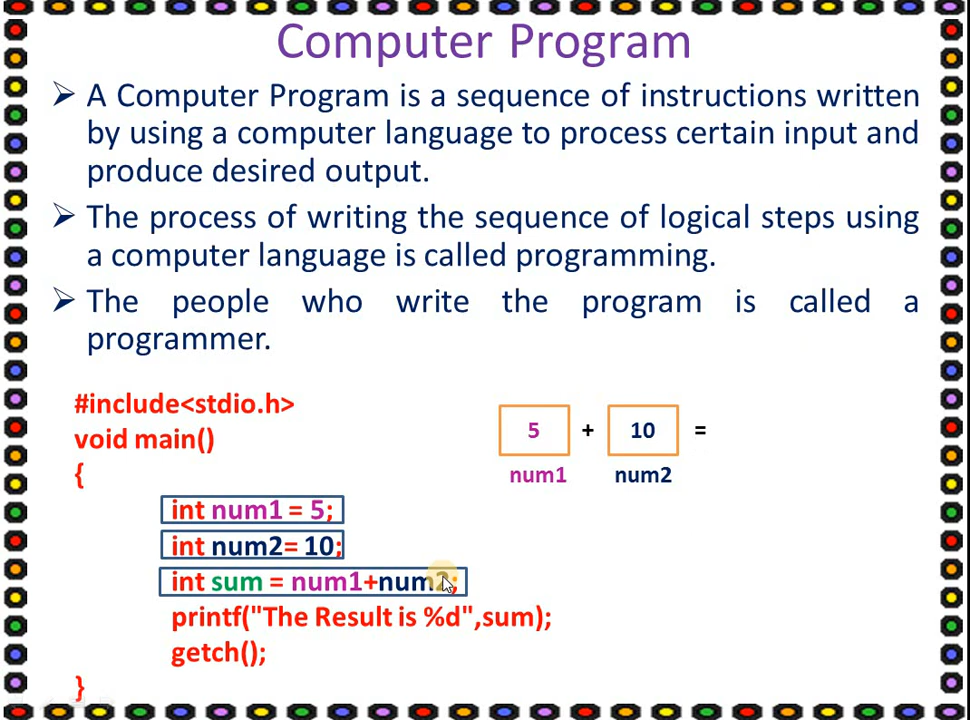 Computer Program
➢ A Computer Program is a sequence of instructions written
by using a computer language to process certain input and
produce desired output.
➢ The process of writing the sequence of logical steps using
a computer language is called programming.
➢ The people who write the program is called a
programmer.
#include<stdio.h>
void main()
{
int num1 = 5;
int num2= 10;
int sum = num1+num2;
printf("The Result is %d",sum);
getch();
}
5 + 10 =
num1 num2